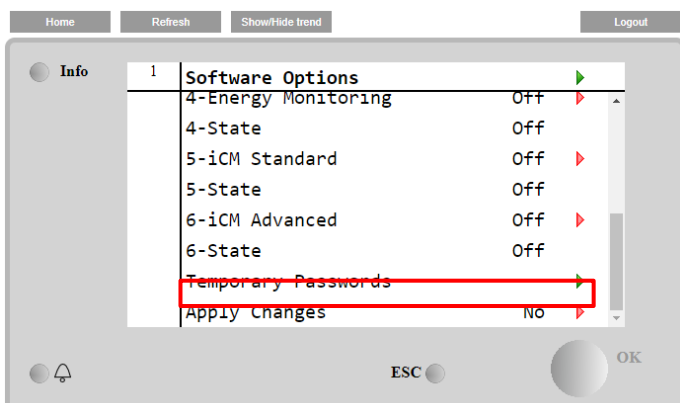 Home Refresh Show/Hide trend Logout
Info
1 Software Options
4-Energy Monitoring Off
4-State Off
5-iCM Standard Off
5-State Off
6-iCM Advanced Off
6-State Off
Temporary Passwords
Apply Changes No
ESC
OK